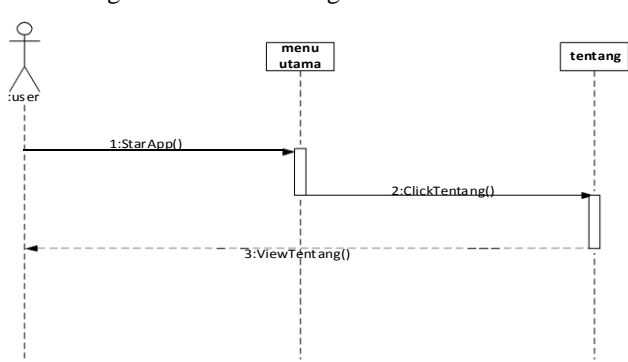 menu
utama
tentang
:user
1:StarApp()
2:ClickTentang()
3:ViewTentang()